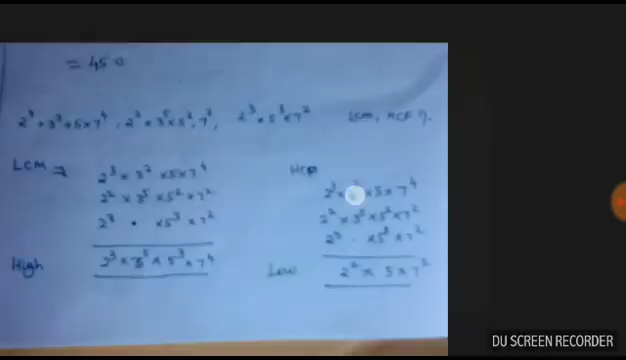 = 450
2³ × 3² × 5 × 7⁴, 2² × 3⁵ × 5² × 7², 2³ × 5³ × 7² LCM, HCF ?
LCM ⇒ 2³ × 3² × 5 × 7⁴
2² × 3⁵ × 5² × 7²
2³ · × 5³ × 7²
High 2³ × 3⁵ × 5³ × 7⁴
HCF
2³ × × 5 × 7⁴
2² × 3⁵ × 5² × 7²
2³ · × 5³ × 7²
Low 2² × 5 × 7²
DU SCREEN RECORDER